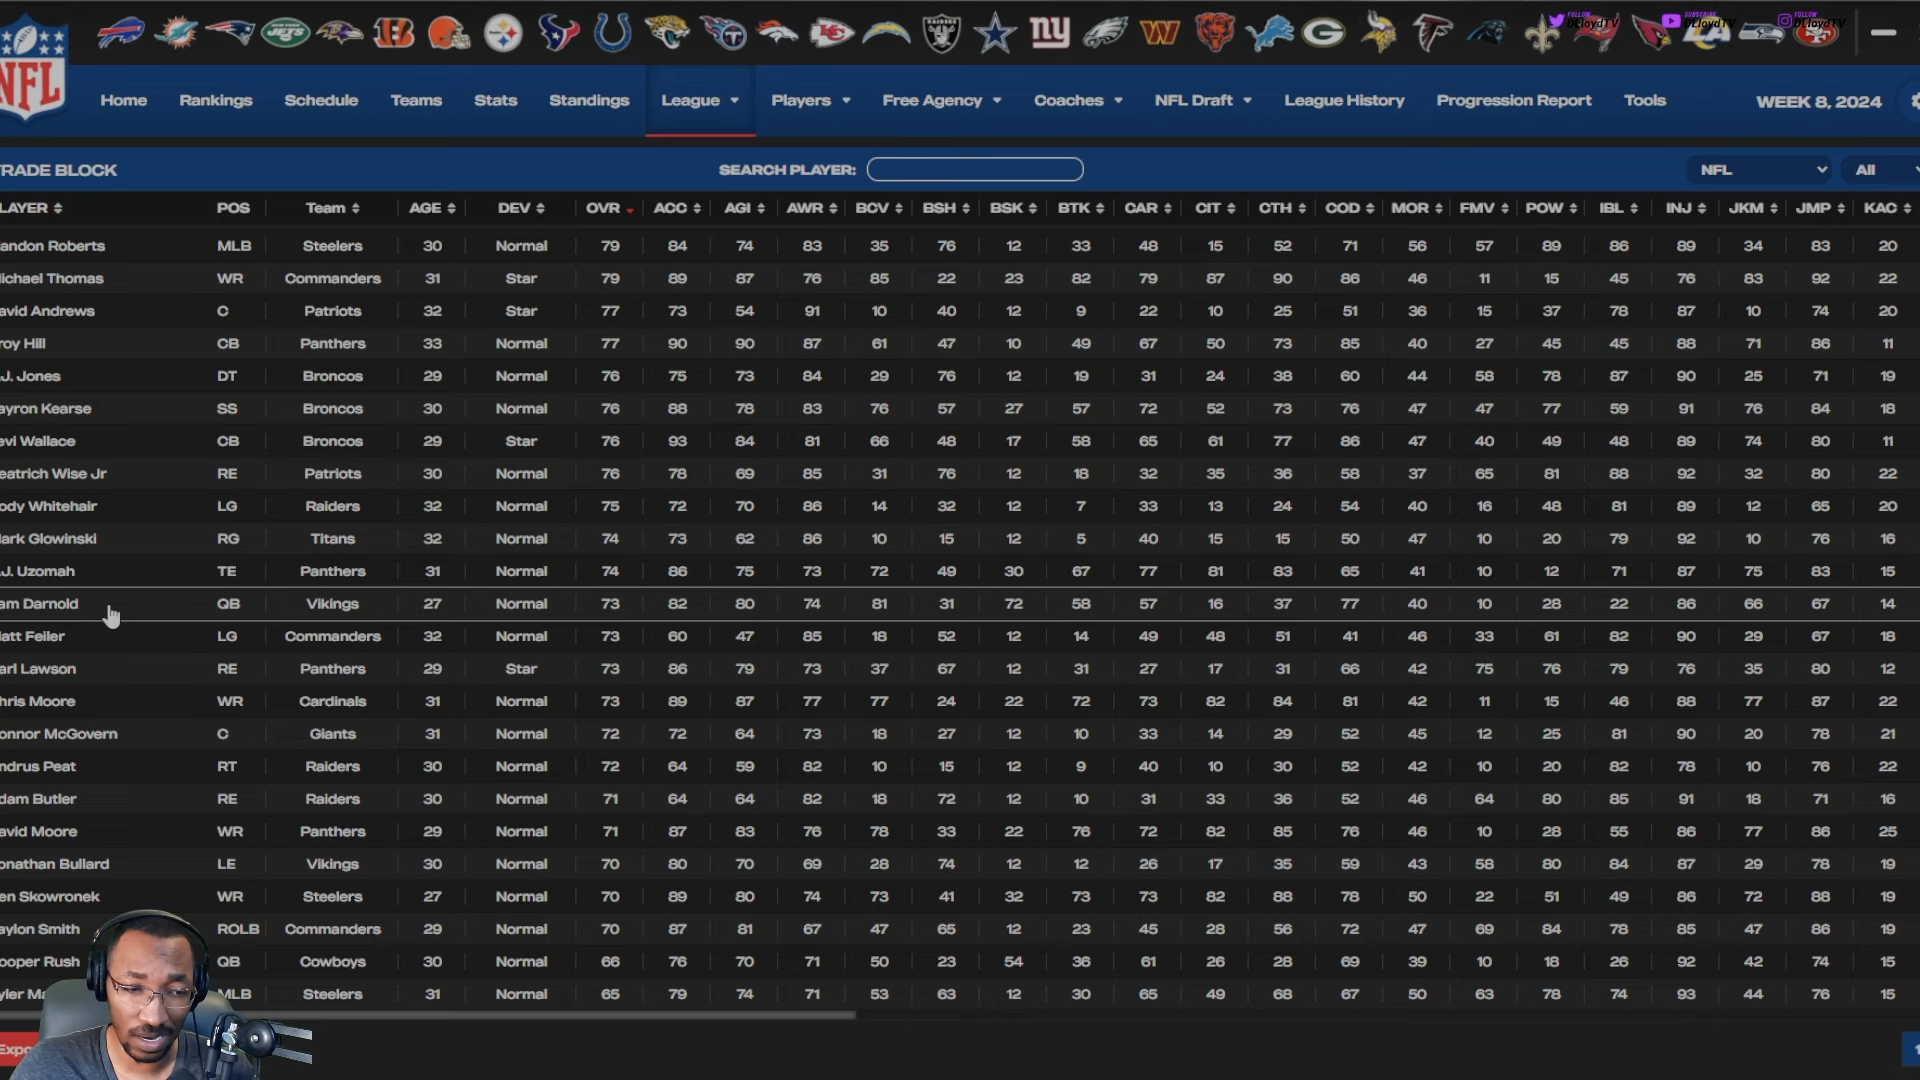 FOLLOW DLloydTV SUBSCRIBE DLloydTV FOLLOW DLloydTV
NFL
Home Rankings Schedule Teams Stats Standings League Players Free Agency Coaches NFL Draft League History Progression Report Tools WEEK 8, 2024
TRADE BLOCK SEARCH PLAYER: NFL All
LAYER POS Team AGE DEV OVR ACC AGI AWR BCV BSH BSK BTK CAR CIT CTH COD MOR FMV POW IBL INJ JKM JMP KAC
andon Roberts MLB Steelers 30 Normal 79 84 74 83 35 76 12 33 48 15 52 71 56 57 89 86 89 34 83 20
ichael Thomas WR Commanders 31 Star 79 89 87 76 85 22 23 82 79 87 90 86 46 11 15 45 76 83 92 22
avid Andrews C Patriots 32 Star 77 73 54 91 10 40 12 9 22 10 25 51 36 15 37 78 87 10 74 20
roy Hill CB Panthers 33 Normal 77 90 90 87 61 47 10 49 67 50 73 85 40 27 45 45 88 71 86 11
.J. Jones DT Broncos 29 Normal 76 75 73 84 29 76 12 19 31 24 38 60 44 58 78 87 90 25 71 19
ayron Kearse SS Broncos 30 Normal 76 88 78 83 76 57 27 57 72 52 73 76 47 47 77 59 91 76 84 18
evi Wallace CB Broncos 29 Star 76 93 84 81 66 48 17 58 65 61 77 86 47 40 49 48 89 74 80 11
eatrich Wise Jr RE Patriots 30 Normal 76 78 69 85 31 76 12 18 32 35 36 58 37 65 81 88 92 32 80 22
ody Whitehair LG Raiders 32 Normal 75 72 70 86 14 32 12 7 33 13 24 54 40 16 48 81 89 12 65 20
ark Glowinski RG Titans 32 Normal 74 73 62 86 10 15 12 5 40 15 15 50 47 10 20 79 92 10 76 16
.J. Uzomah TE Panthers 31 Normal 74 86 75 73 72 49 30 67 77 81 83 65 41 10 12 71 87 75 83 15
am Darnold QB Vikings 27 Normal 73 82 80 74 81 31 72 58 57 16 37 77 40 10 28 22 86 66 67 14
att Feiler LG Commanders 32 Normal 73 60 47 85 18 52 12 14 49 48 51 41 46 33 61 82 90 29 67 18
arl Lawson RE Panthers 29 Star 73 86 79 73 37 67 12 31 27 17 31 66 42 75 76 79 76 35 80 12
hris Moore WR Cardinals 31 Normal 73 89 87 77 77 24 22 72 73 82 84 81 42 11 15 46 88 77 87 22
onnor McGovern C Giants 31 Normal 72 72 64 73 18 27 12 10 33 14 29 52 45 12 25 81 90 20 78 21
ndrus Peat RT Raiders 30 Normal 72 64 59 82 10 15 12 9 40 10 30 52 42 10 20 82 78 10 76 22
dam Butler RE Raiders 30 Normal 71 64 64 82 18 72 12 10 31 33 36 52 46 64 80 85 91 18 71 16
avid Moore WR Panthers 29 Normal 71 87 83 76 78 33 22 76 72 82 85 76 46 10 28 55 86 77 86 25
onathan Bullard LE Vikings 30 Normal 70 80 70 69 28 74 12 12 26 17 35 59 43 58 80 84 87 29 78 19
en Skowronek WR Steelers 27 Normal 70 89 80 74 73 41 32 73 73 82 88 78 50 22 51 49 86 72 88 19
aylon Smith ROLB Commanders 29 Normal 70 87 81 67 47 65 12 23 45 28 56 72 47 69 84 78 85 47 86 19
ooper Rush QB Cowboys 30 Normal 66 76 70 71 50 23 54 36 61 26 28 69 39 10 18 26 92 42 74 15
yler Ma MLB Steelers 31 Normal 65 79 74 71 53 63 12 30 65 49 68 67 50 63 78 74 93 44 76 15
Expo